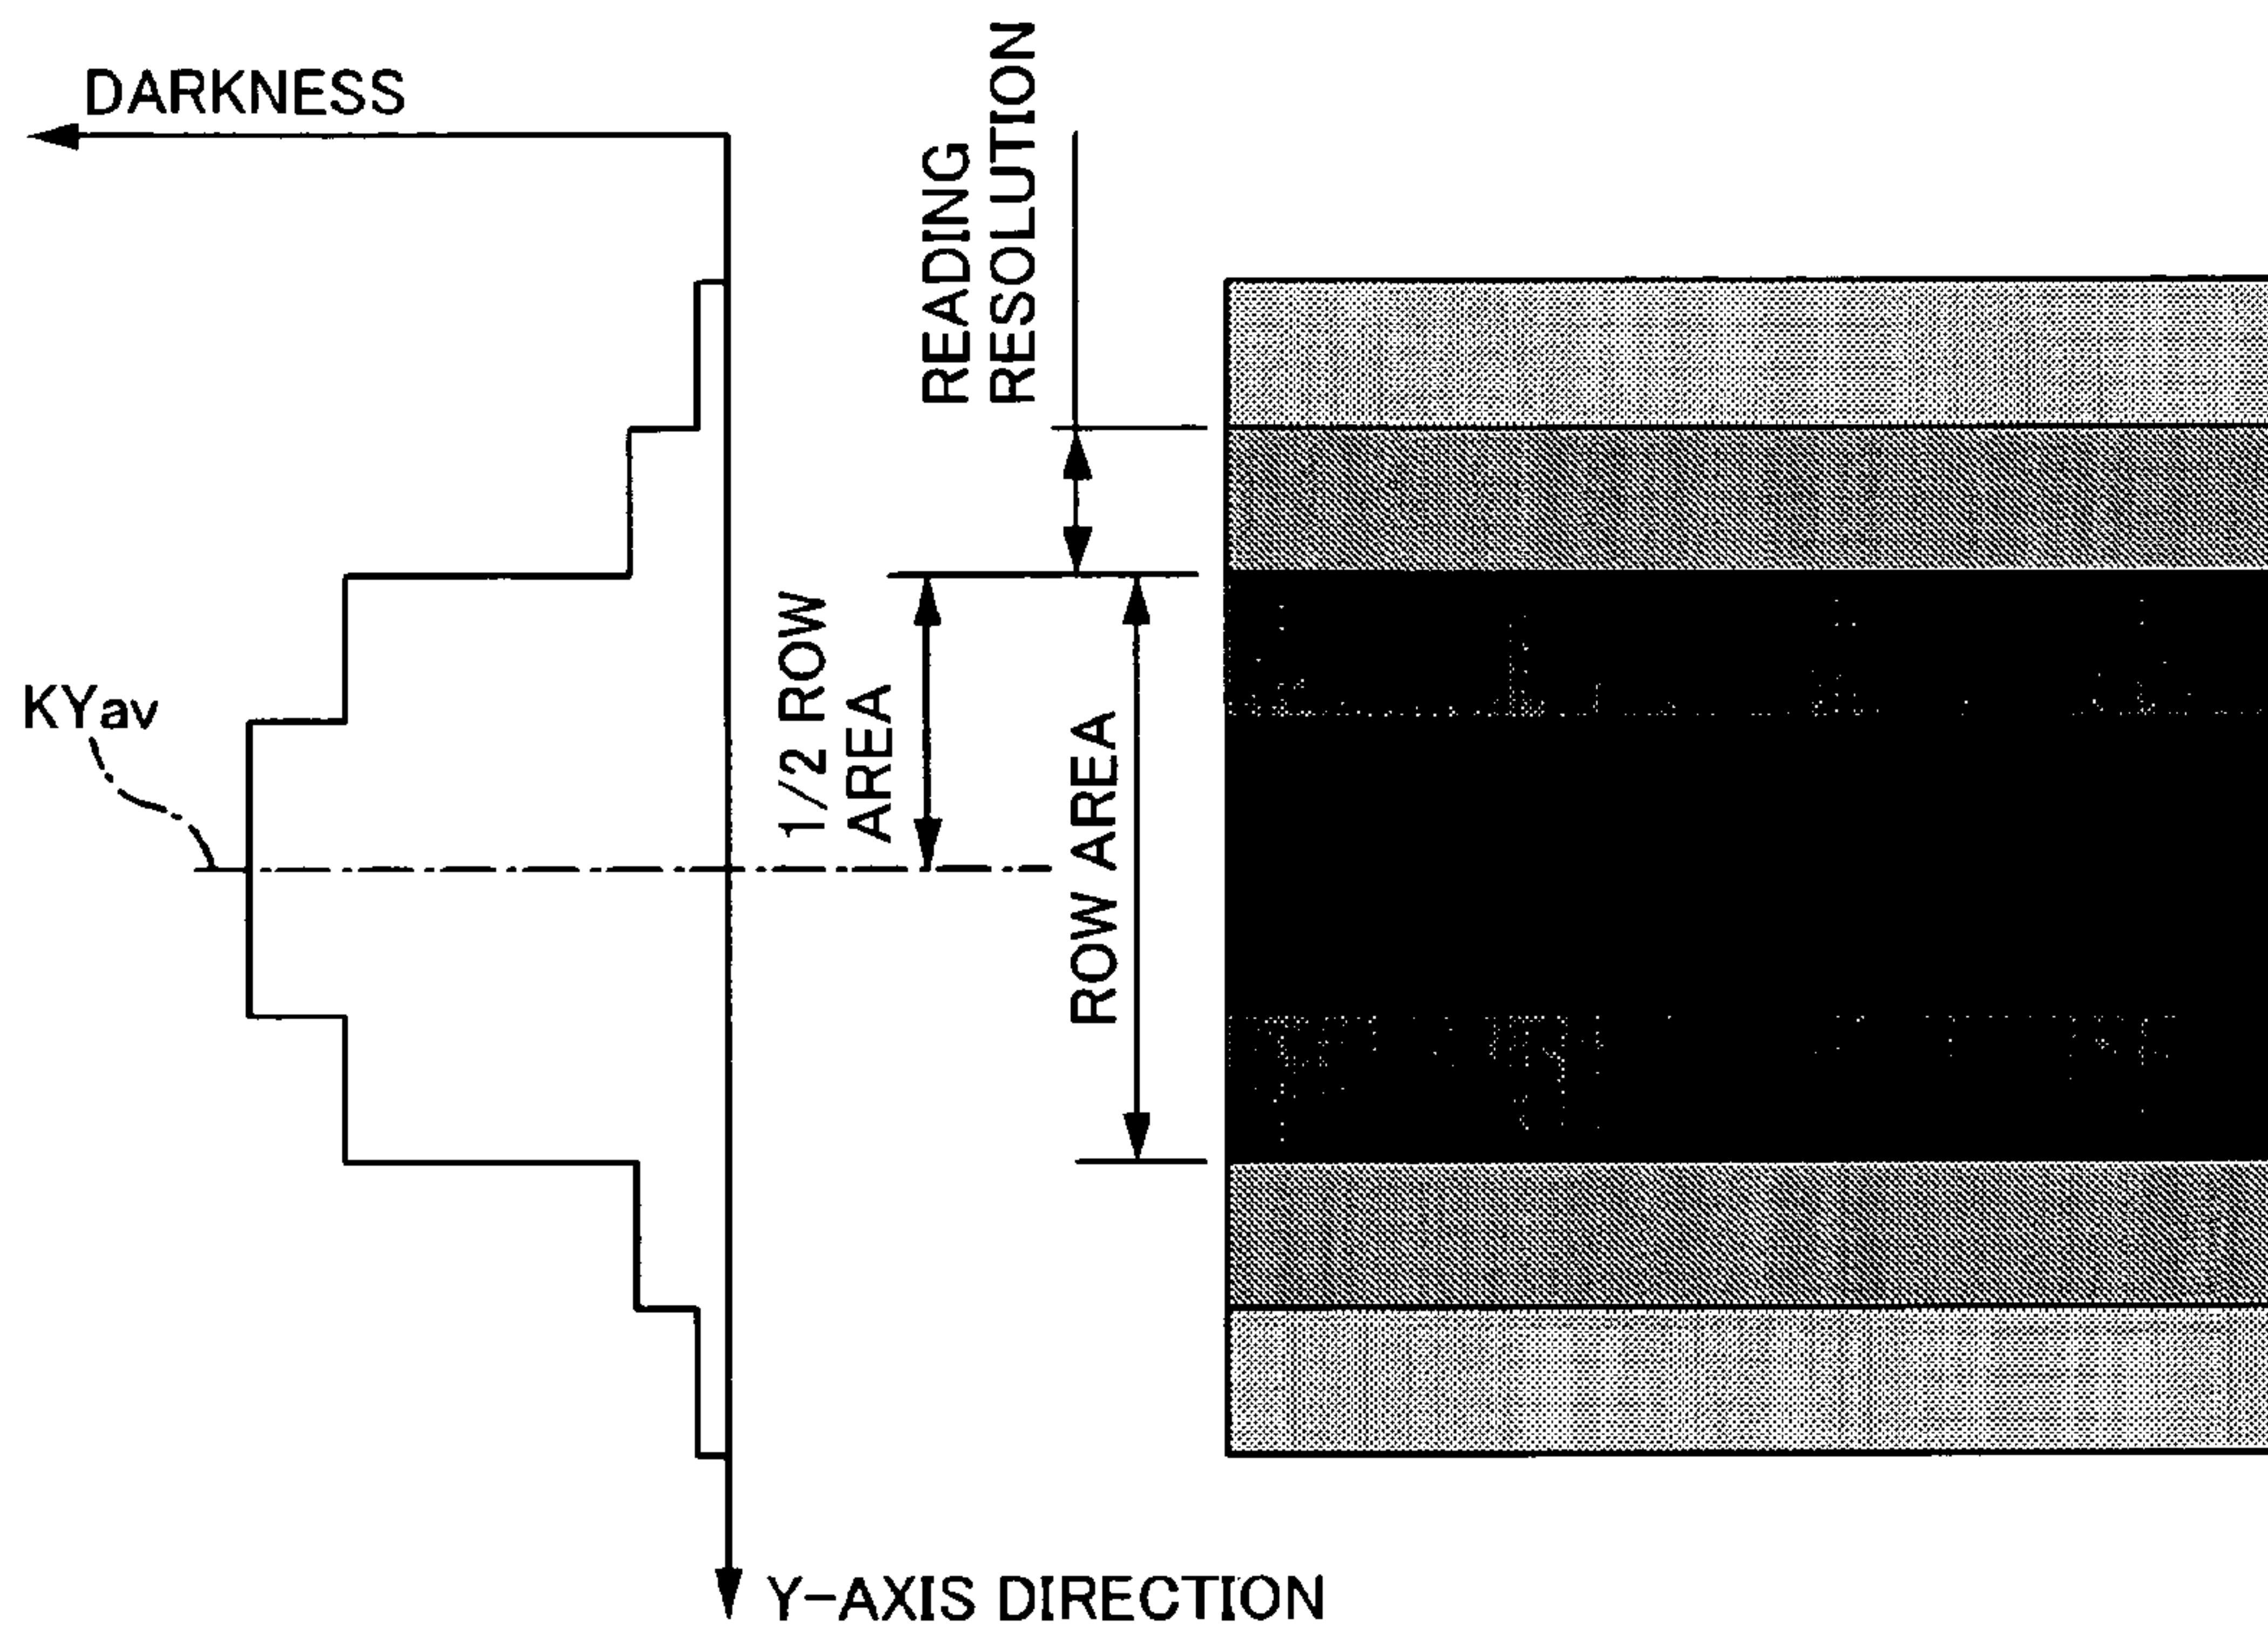 DARKNESS
READING
RESOLUTION
KYav
1/2 ROW
AREA
ROW AREA
Y-AXIS DIRECTION